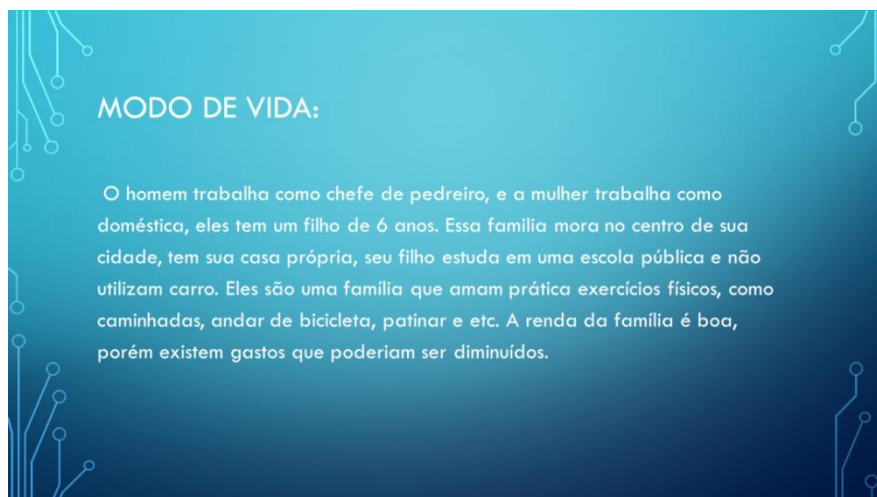 MODO DE VIDA:
O homem trabalha como chefe de pedreiro, e a mulher trabalha como
doméstica, eles tem um filho de 6 anos. Essa familia mora no centro de sua
cidade, tem sua casa própria, seu filho estuda em uma escola pública e não
utilizam carro. Eles são uma família que amam prática exercícios físicos, como
caminhadas, andar de bicicleta, patinar e etc. A renda da família é boa,
porém existem gastos que poderiam ser diminuídos.